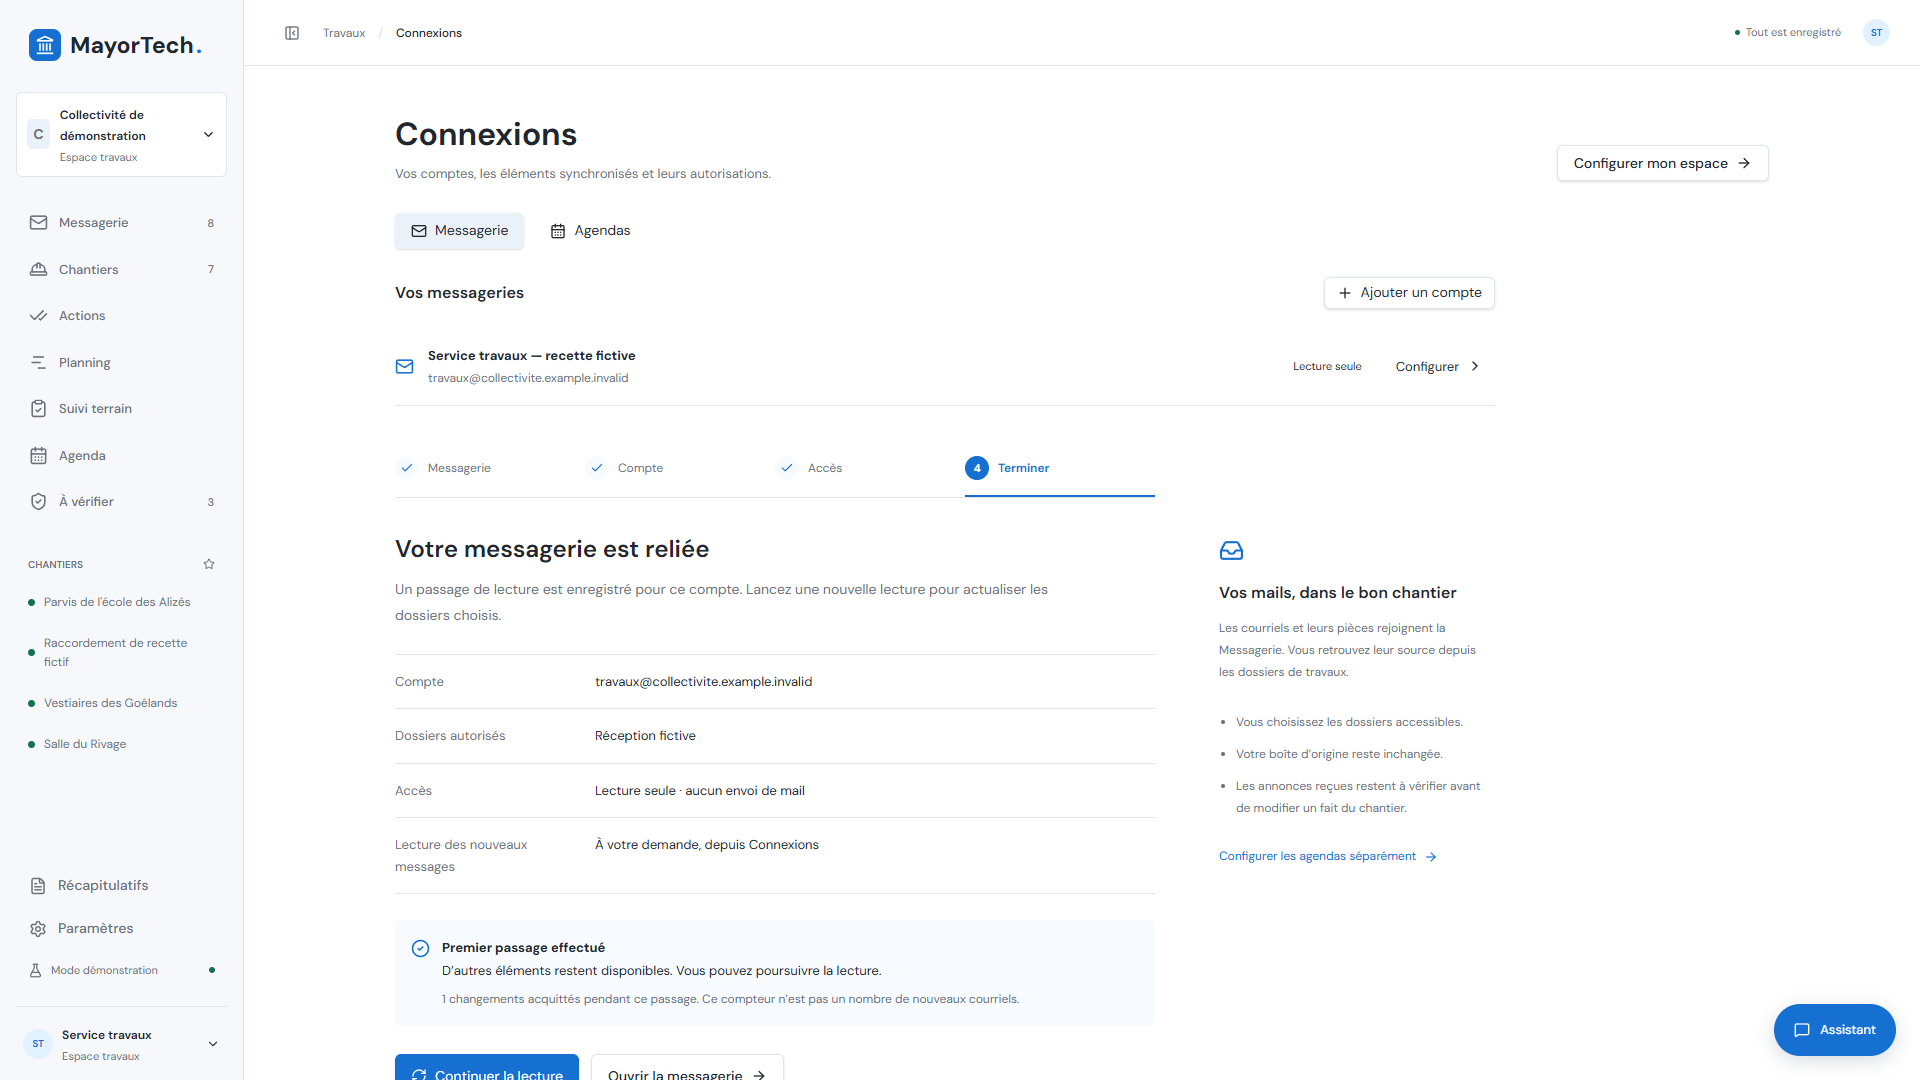 MayorTech.
C
Collectivité de
démonstration
Espace travaux
Messagerie 8
Chantiers 7
Actions
Planning
Suivi terrain
Agenda
À vérifier 3
CHANTIERS
Parvis de l'école des Alizés
Raccordement de recette
fictif
Vestiaires des Goélands
Salle du Rivage
Récapitulatifs
Paramètres
Mode démonstration
ST
Service travaux
Espace travaux
Travaux / Connexions
Tout est enregistré
ST
Connexions
Vos comptes, les éléments synchronisés et leurs autorisations.
Configurer mon espace
Messagerie
Agendas
Vos messageries
Ajouter un compte
Service travaux — recette fictive
travaux@collectivite.example.invalid
Lecture seule
Configurer
Messagerie
Compte
Accès
4 Terminer
Votre messagerie est reliée
Un passage de lecture est enregistré pour ce compte. Lancez une nouvelle lecture pour actualiser les
dossiers choisis.
Compte travaux@collectivite.example.invalid
Dossiers autorisés Réception fictive
Accès Lecture seule · aucun envoi de mail
Lecture des nouveaux
messages
À votre demande, depuis Connexions
Premier passage effectué
D’autres éléments restent disponibles. Vous pouvez poursuivre la lecture.
1 changements acquittés pendant ce passage. Ce compteur n’est pas un nombre de nouveaux courriels.
Continuer la lecture
Ouvrir la messagerie
Vos mails, dans le bon chantier
Les courriels et leurs pièces rejoignent la
Messagerie. Vous retrouvez leur source depuis
les dossiers de travaux.
• Vous choisissez les dossiers accessibles.
• Votre boîte d’origine reste inchangée.
• Les annonces reçues restent à vérifier avant
de modifier un fait du chantier.
Configurer les agendas séparément
Assistant